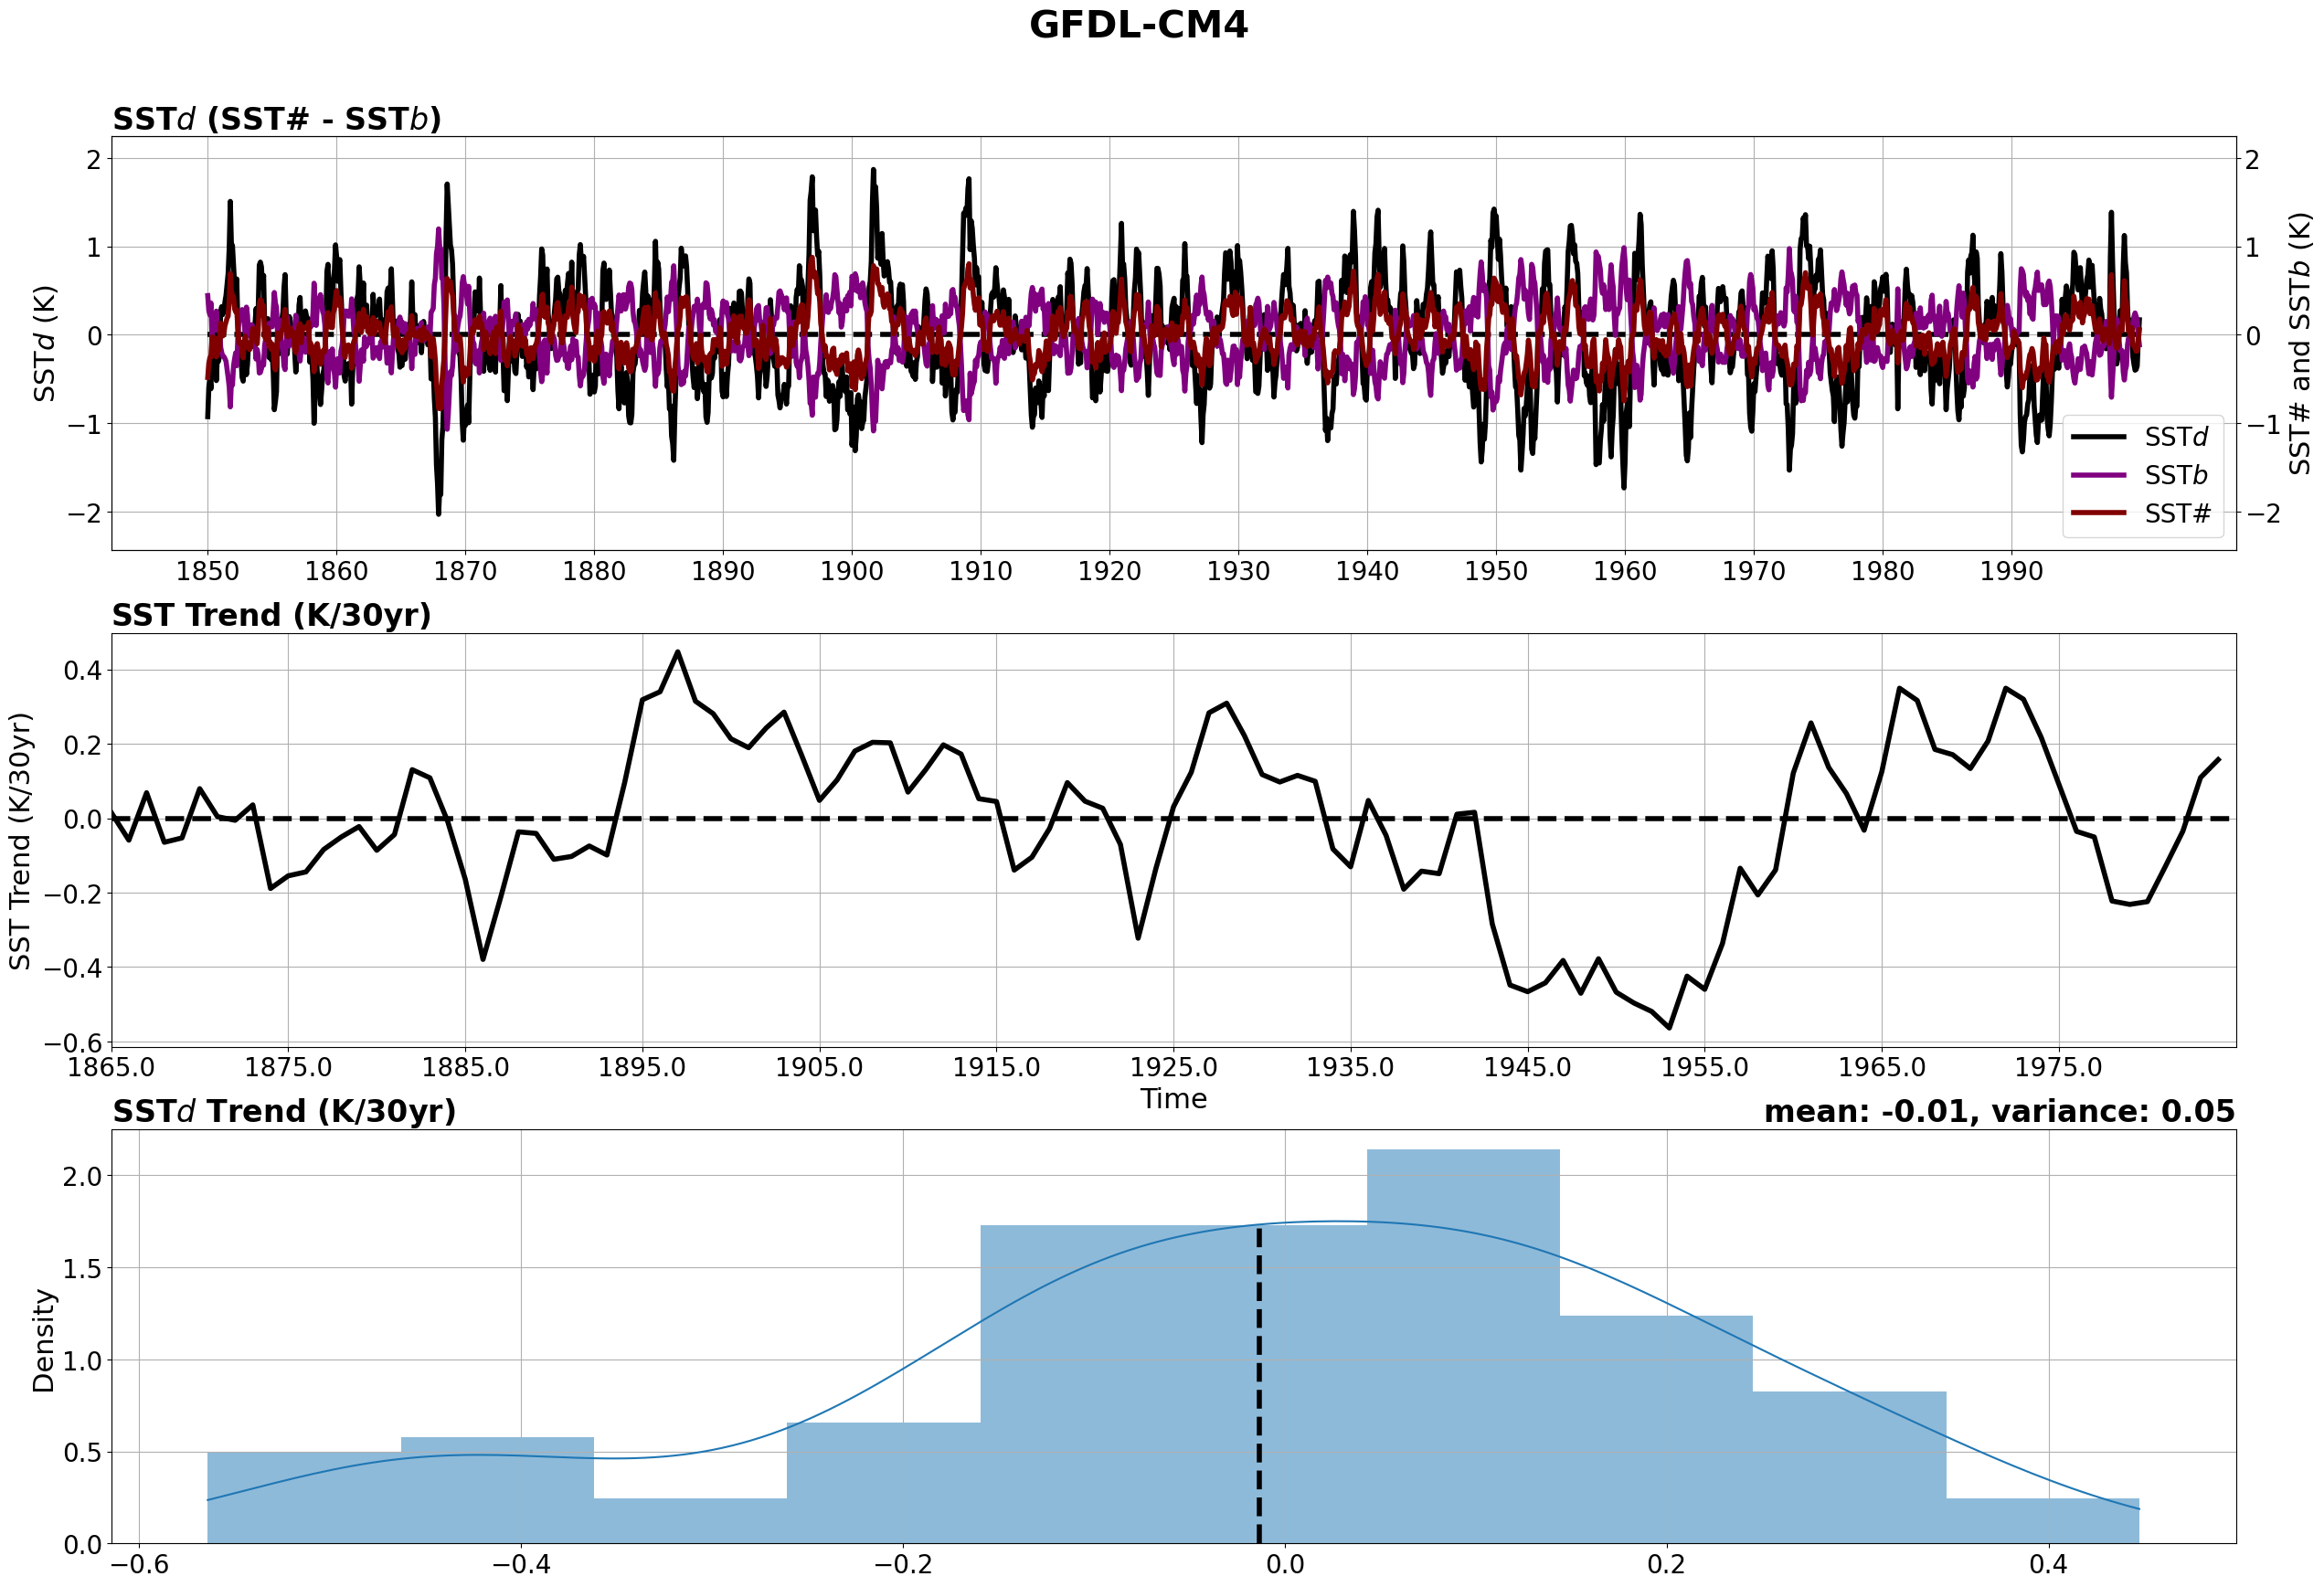 GFDL-CM4
SSTd (SST# - SSTb)
2
1
0
−1
−2
SSTd (K)
2
1
0
−1
−2
SST# and SSTb (K)
SSTd
SSTb
SST#
1850 1860 1870 1880 1890 1900 1910 1920 1930 1940 1950 1960 1970 1980 1990
SST Trend (K/30yr)
0.4
0.2
0.0
−0.2
−0.4
−0.6
SST Trend (K/30yr)
1865.0 1875.0 1885.0 1895.0 1905.0 1915.0 1925.0 1935.0 1945.0 1955.0 1965.0 1975.0
Time
SSTd Trend (K/30yr)
mean: -0.01, variance: 0.05
2.0
1.5
1.0
0.5
0.0
Density
−0.6 −0.4 −0.2 0.0 0.2 0.4